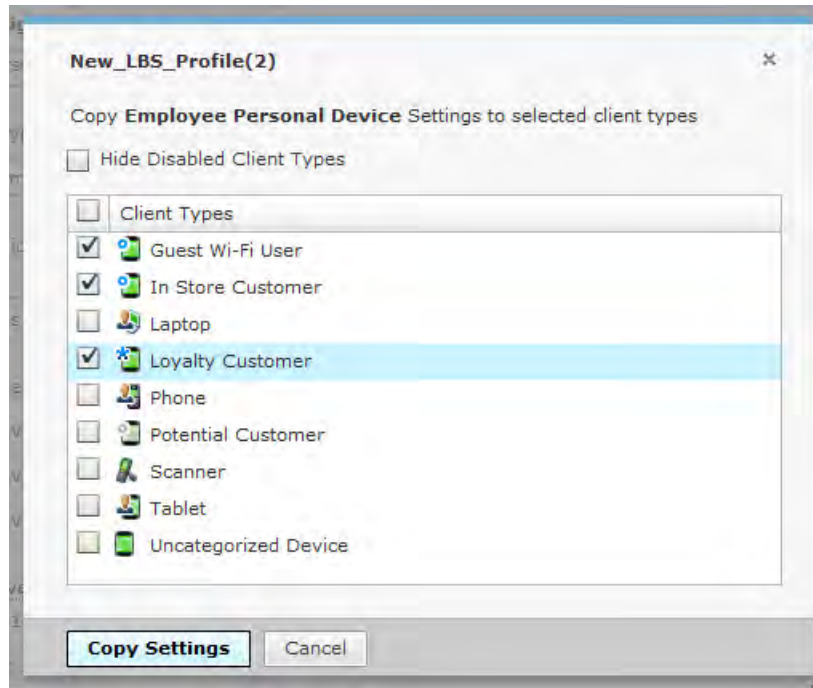 New_LBS_Profile(2)
Copy Employee Personal Device Settings to selected client types
Hide Disabled Client Types
Client Types
Guest Wi-Fi User
In Store Customer
Laptop
Loyalty Customer
Phone
Potential Customer
Scanner
Tablet
Uncategorized Device
Copy Settings Cancel